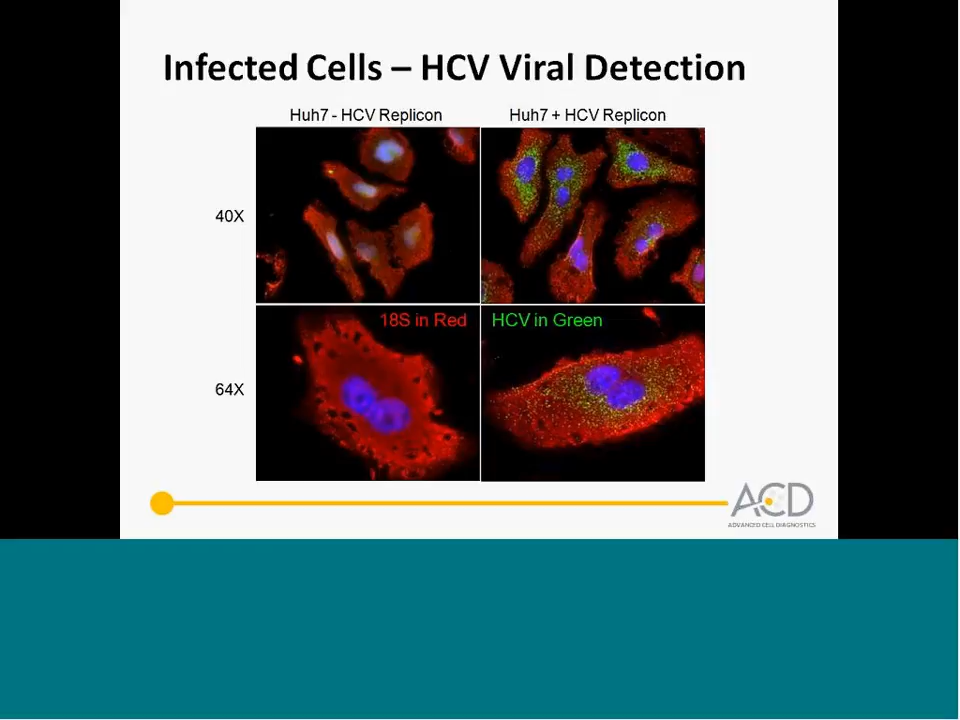 Infected Cells – HCV Viral Detection
Huh7 - HCV Replicon
Huh7 + HCV Replicon
40X
18S in Red
HCV in Green
64X
ACD
ADVANCED CELL DIAGNOSTICS